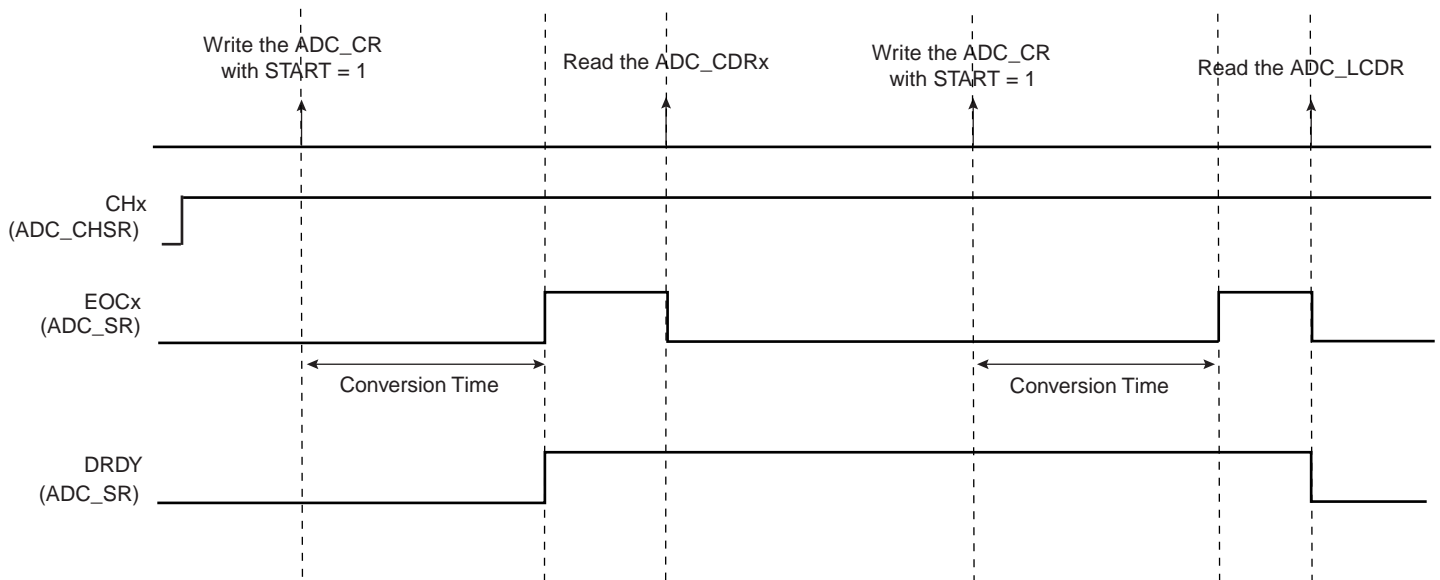 Write the ADC_CR
with START = 1
Read the ADC_CDRx
Write the ADC_CR
with START = 1
Read the ADC_LCDR
CHx
(ADC_CHSR)
EOCx
(ADC_SR)
Conversion Time
Conversion Time
DRDY
(ADC_SR)